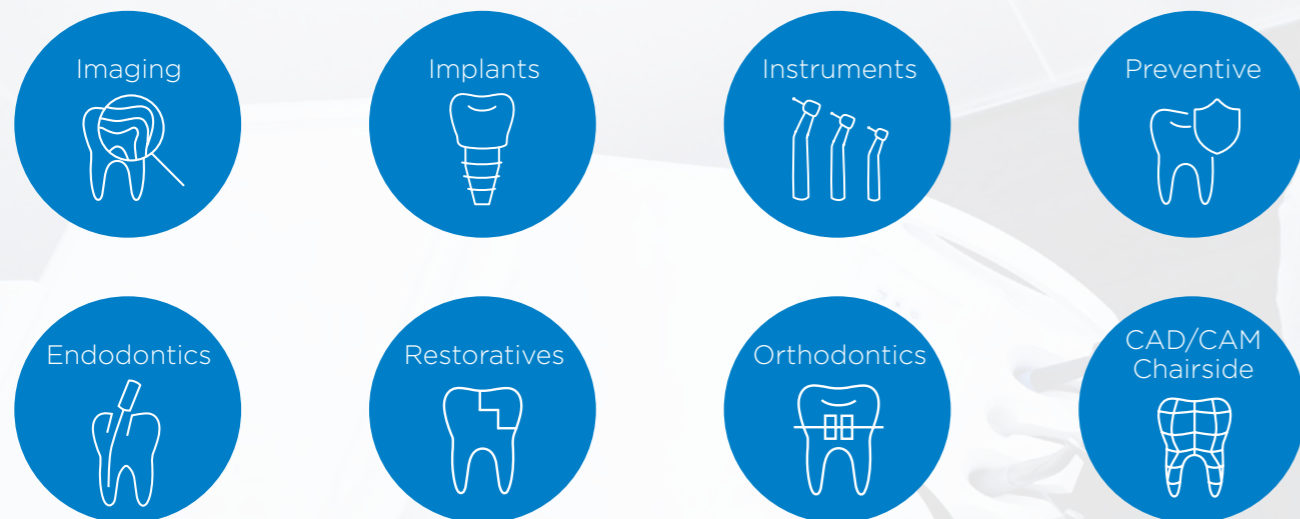 Imaging
Implants
Instruments
Preventive
Endodontics
Restoratives
Orthodontics
CAD/CAM
Chairside